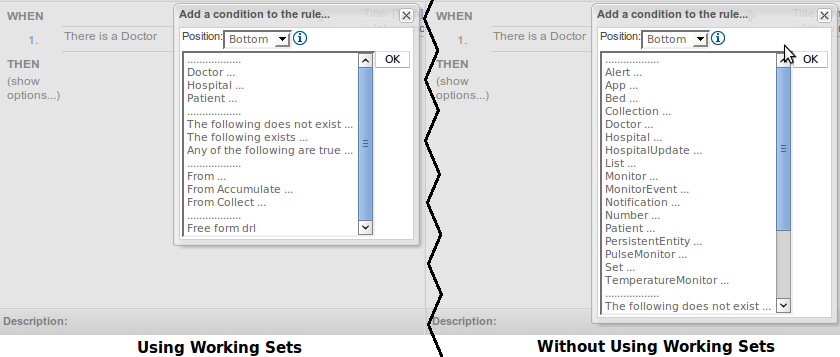 WHEN
1.
There is a Doctor
THEN
(show
options...)
Add a condition to the rule...
Position:
Bottom
OK
..................
Doctor ...
Hospital ...
Patient ...
..................
The following does not exist ...
The following exists ...
Any of the following are true ...
..................
From ...
From Accumulate ...
From Collect ...
..................
Free form drl
Description:
Using Working Sets
WHEN
1.
There is a Doctor
THEN
(show
options...)
Add a condition to the rule...
Position:
Bottom
OK
..................
Alert ...
App ...
Bed ...
Collection ...
Doctor ...
Hospital ...
HospitalUpdate ...
List ...
Monitor ...
MonitorEvent ...
Notification ...
Number ...
Patient ...
PersistentEntity ...
PulseMonitor ...
Set ...
TemperatureMonitor ...
..................
The following does not exist ...
Description:
Without Using Working Sets